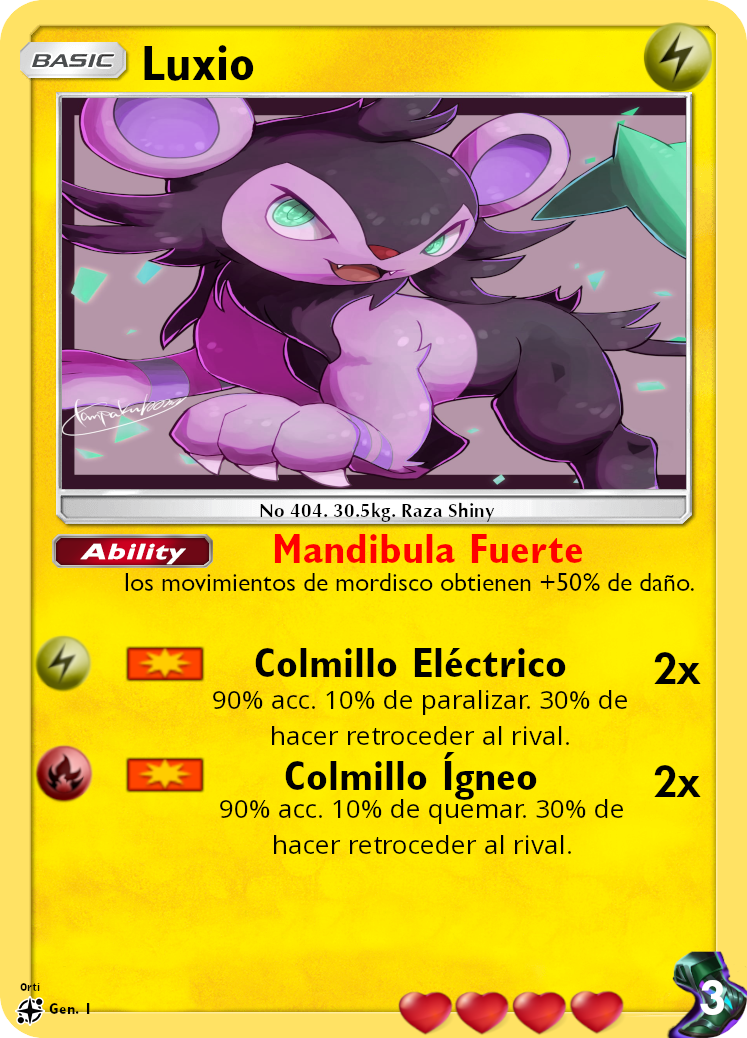 BASIC Luxio
No 404. 30.5kg. Raza Shiny
Ability Mandibula Fuerte
los movimientos de mordisco obtienen +50% de daño.
Colmillo Eléctrico 2x
90% acc. 10% de paralizar. 30% de
hacer retroceder al rival.
Colmillo Ígneo 2x
90% acc. 10% de quemar. 30% de
hacer retroceder al rival.
Orti
Gen. 1
3